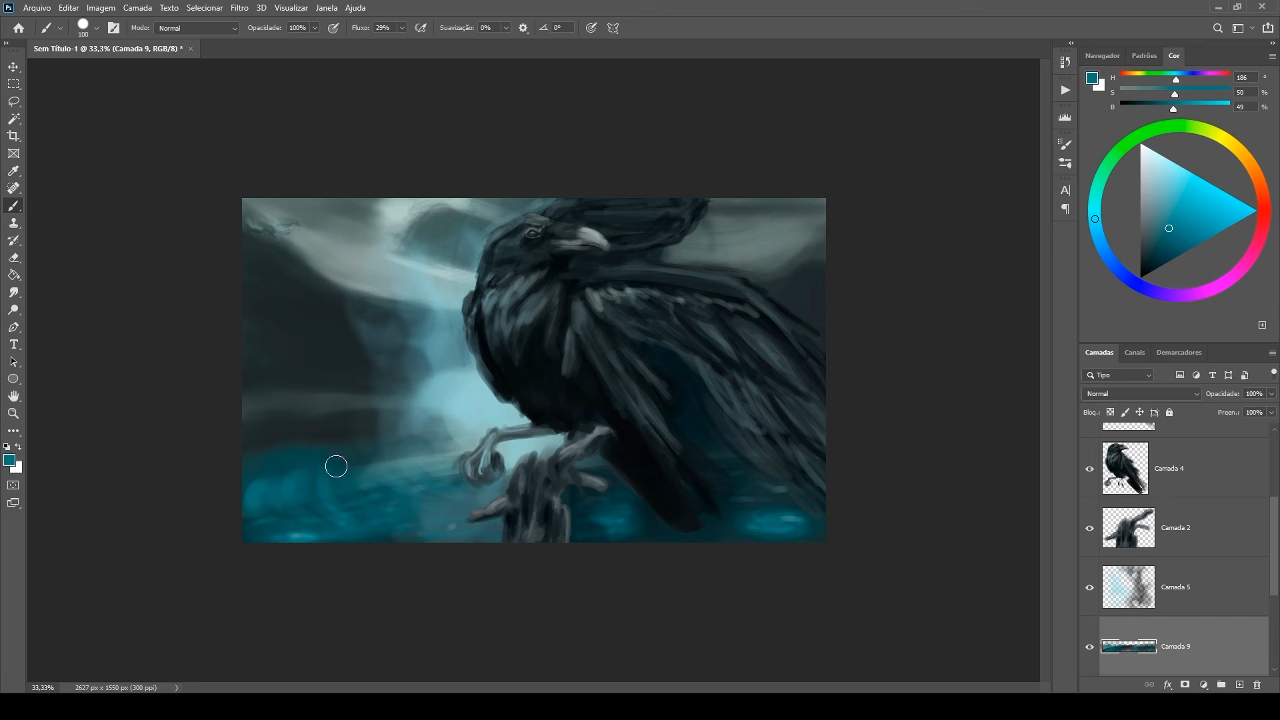 Ps Arquivo Editar Imagem Camada Texto Selecionar Filtro 3D Visualizar Janela Ajuda
100 Modo: Normal Opacidade: 100% Fluxo: 29% Suavização: 0% 0°
Sem Título-1 @ 33,3% (Camada 9, RGB/8) * ×
Navegador Padrões Cor
H 186 °
S 50 %
B 49 %
Camadas Canais Demarcadores
Tipo
Normal Opacidade: 100%
Bloq.: Preen.: 100%
Camada 4
Camada 2
Camada 5
Camada 9
33,33% 2627 px x 1550 px (300 ppi)